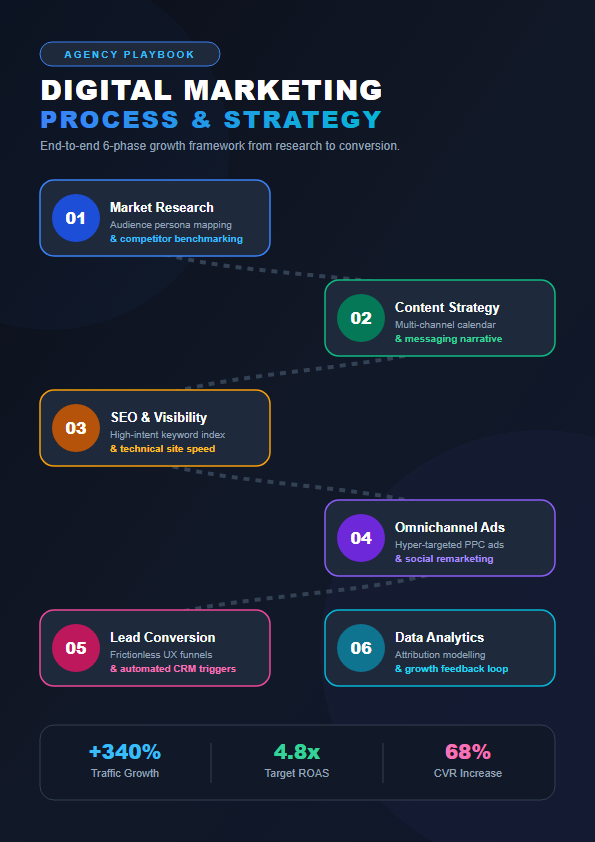 AGENCY PLAYBOOK
DIGITAL MARKETING
PROCESS & STRATEGY
End-to-end 6-phase growth framework from research to conversion.
01
Market Research
Audience persona mapping
& competitor benchmarking
02
Content Strategy
Multi-channel calendar
& messaging narrative
03
SEO & Visibility
High-intent keyword index
& technical site speed
04
Omnichannel Ads
Hyper-targeted PPC ads
& social remarketing
05
Lead Conversion
Frictionless UX funnels
& automated CRM triggers
06
Data Analytics
Attribution modelling
& growth feedback loop
+340%
Traffic Growth
4.8x
Target ROAS
68%
CVR Increase